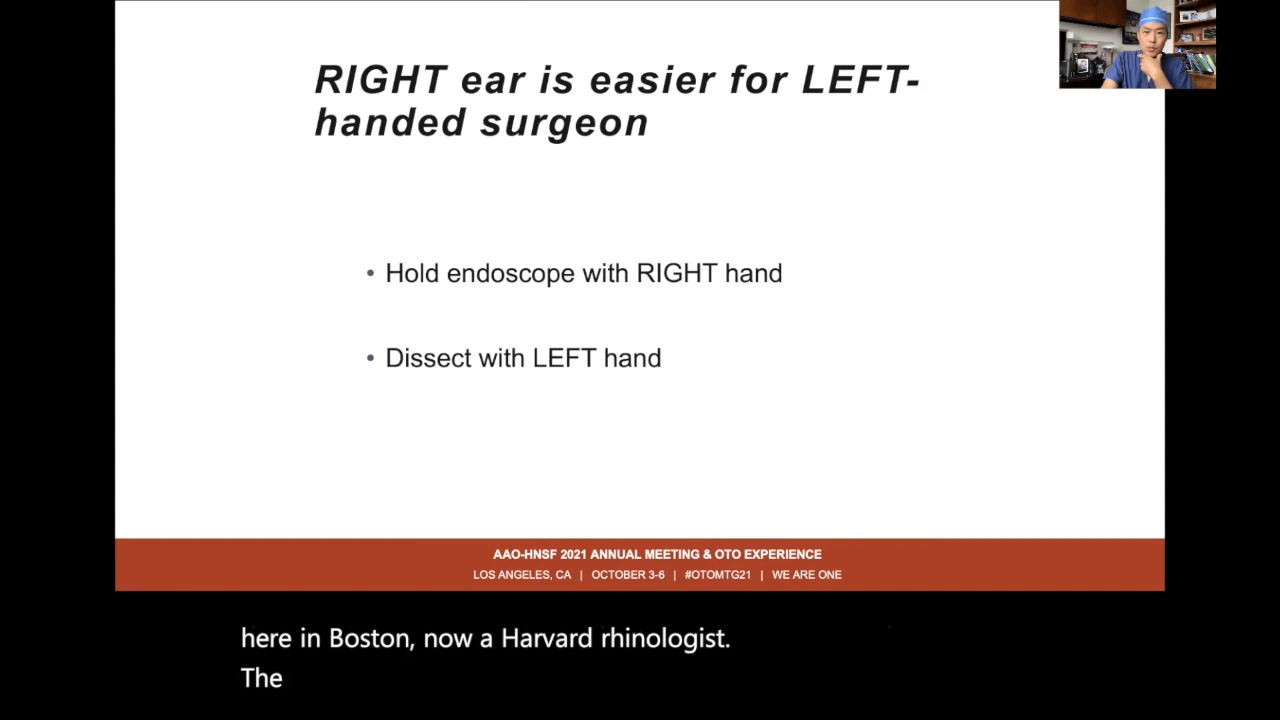 RIGHT ear is easier for LEFT-
handed surgeon
• Hold endoscope with RIGHT hand
• Dissect with LEFT hand
AAO-HNSF 2021 ANNUAL MEETING & OTO EXPERIENCE
LOS ANGELES, CA | OCTOBER 3-6 | #OTOMTG21 | WE ARE ONE
here in Boston, now a Harvard rhinologist.
The